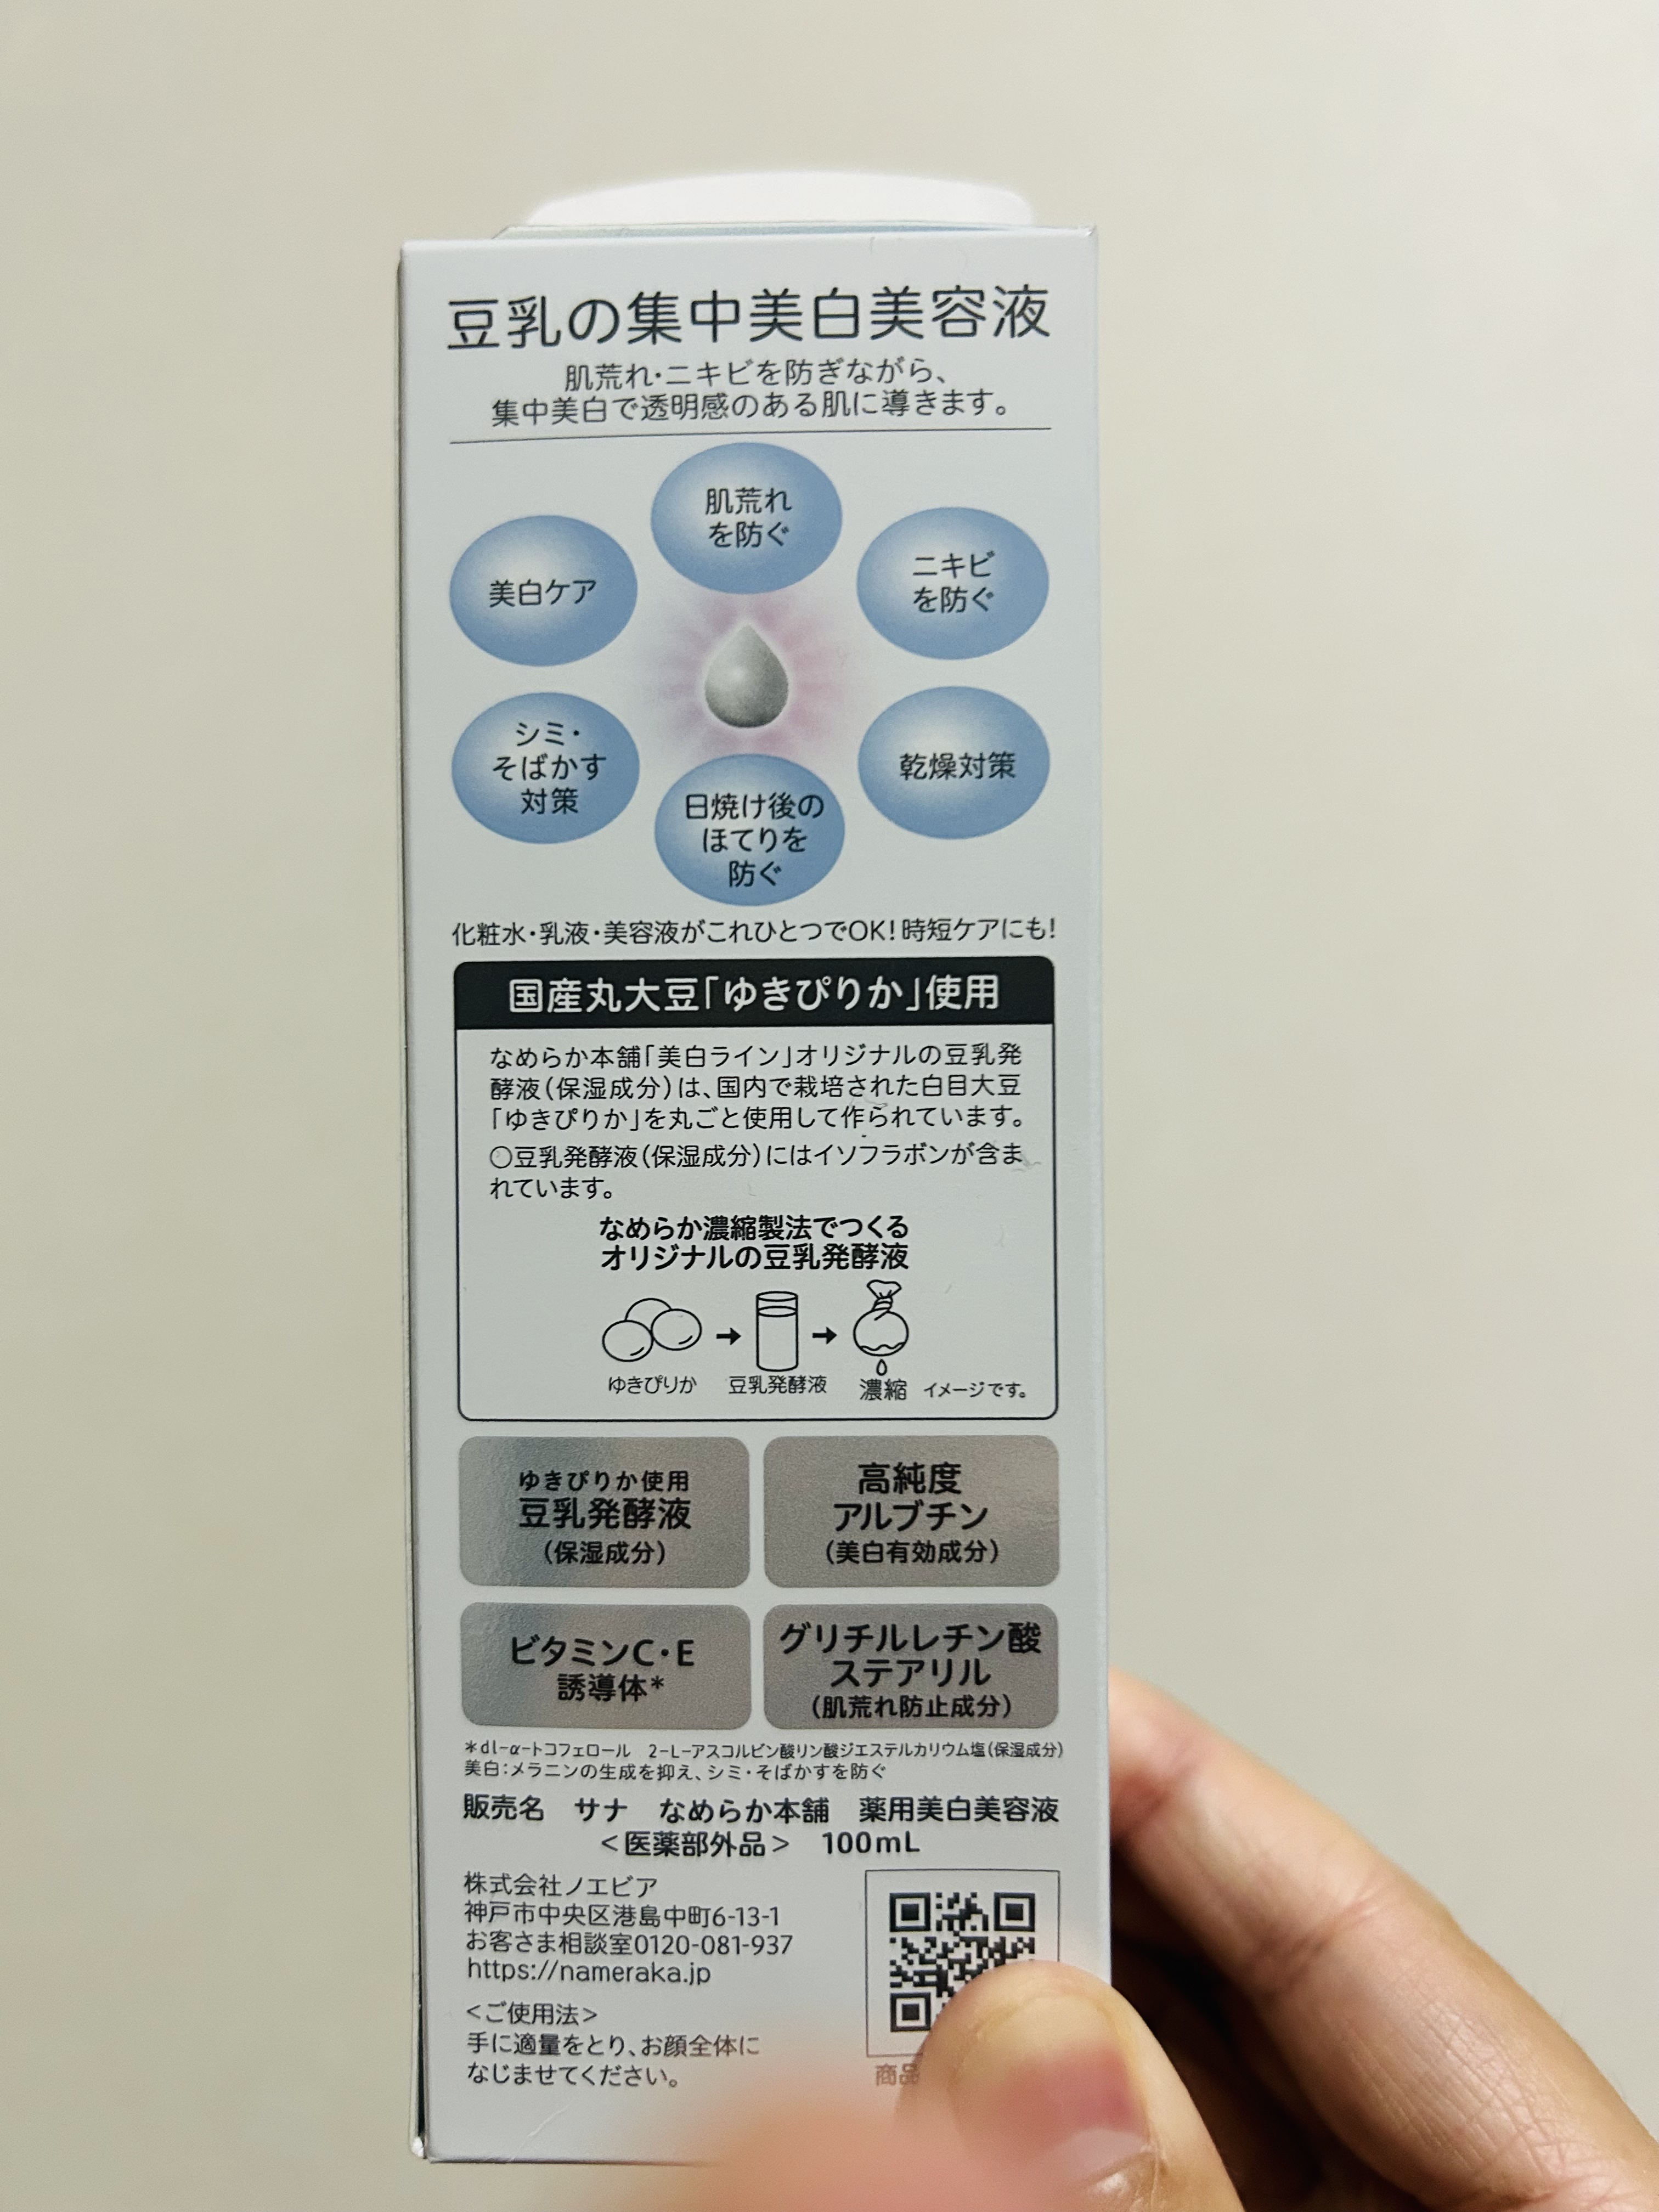 豆乳の集中美白美容液
肌荒れ・ニキビを防ぎながら、
集中美白で透明感のある肌に導きます。
肌荒れ
を防ぐ
美白ケア
ニキビ
を防ぐ
シミ・
そばかす
対策
乾燥対策
日焼け後の
ほてりを
防ぐ
化粧水・乳液・美容液がこれひとつでOK!時短ケアにも!
国産丸大豆「ゆきぴりか」使用
なめらか本舗「美白ライン」オリジナルの豆乳発
酵液(保湿成分)は、国内で栽培された白目大豆
「ゆきぴりか」を丸ごと使用して作られています。
○豆乳発酵液(保湿成分)にはイソフラボンが含ま
れています。
なめらか濃縮製法でつくる
オリジナルの豆乳発酵液
ゆきぴりか 豆乳発酵液 濃縮 イメージです。
ゆきぴりか使用
豆乳発酵液
(保湿成分)
高純度
アルブチン
(美白有効成分)
ビタミンC・E
誘導体*
グリチルレチン酸
ステアリル
(肌荒れ防止成分)
*dl-α-トコフェロール 2-L-アスコルビン酸リン酸ジエステルカリウム塩(保湿成分)
美白:メラニンの生成を抑え、シミ・そばかすを防ぐ
販売名 サナ なめらか本舗 薬用美白美容液
<医薬部外品> 100mL
株式会社ノエビア
神戸市中央区港島中町6-13-1
お客さま相談室0120-081-937
https://nameraka.jp
<ご使用法>
手に適量をとり、お顔全体に
なじませてください。
商品